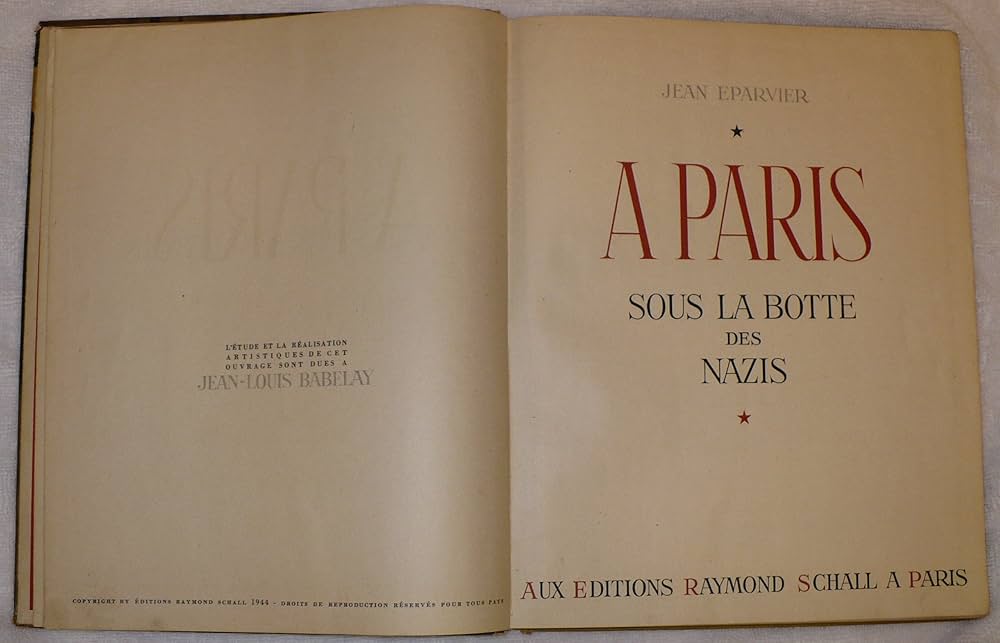 L'ÉTUDE ET LA RÉALISATION
ARTISTIQUES DE CET
OUVRAGE SONT DUES A
JEAN-LOUIS BABELAY
COPYRIGHT BY ÉDITIONS RAYMOND SCHALL 1944 - DROITS DE REPRODUCTION RÉSERVÉS POUR TOUS PAYS
JEAN EPARVIER
A PARIS
SOUS LA BOTTE
DES
NAZIS
AUX EDITIONS RAYMOND SCHALL A PARIS